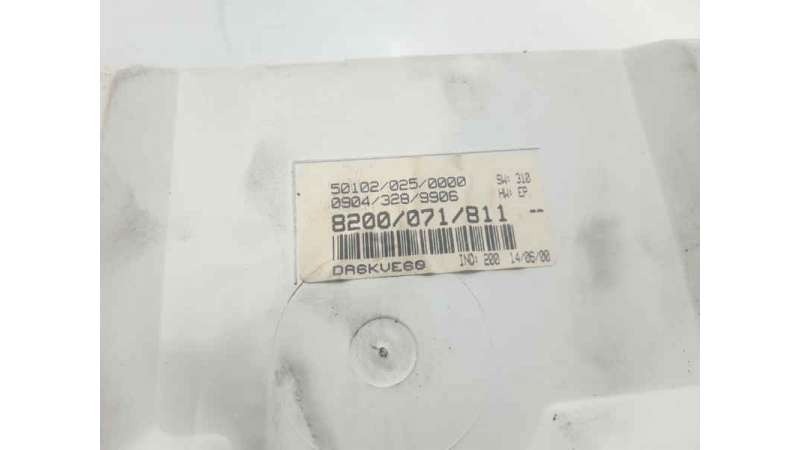 50102/025/0000 SW: 310
0904/328/9906 HW: EP
8200/071/811 --
DA6KVE60 IND: 200 14/06/00